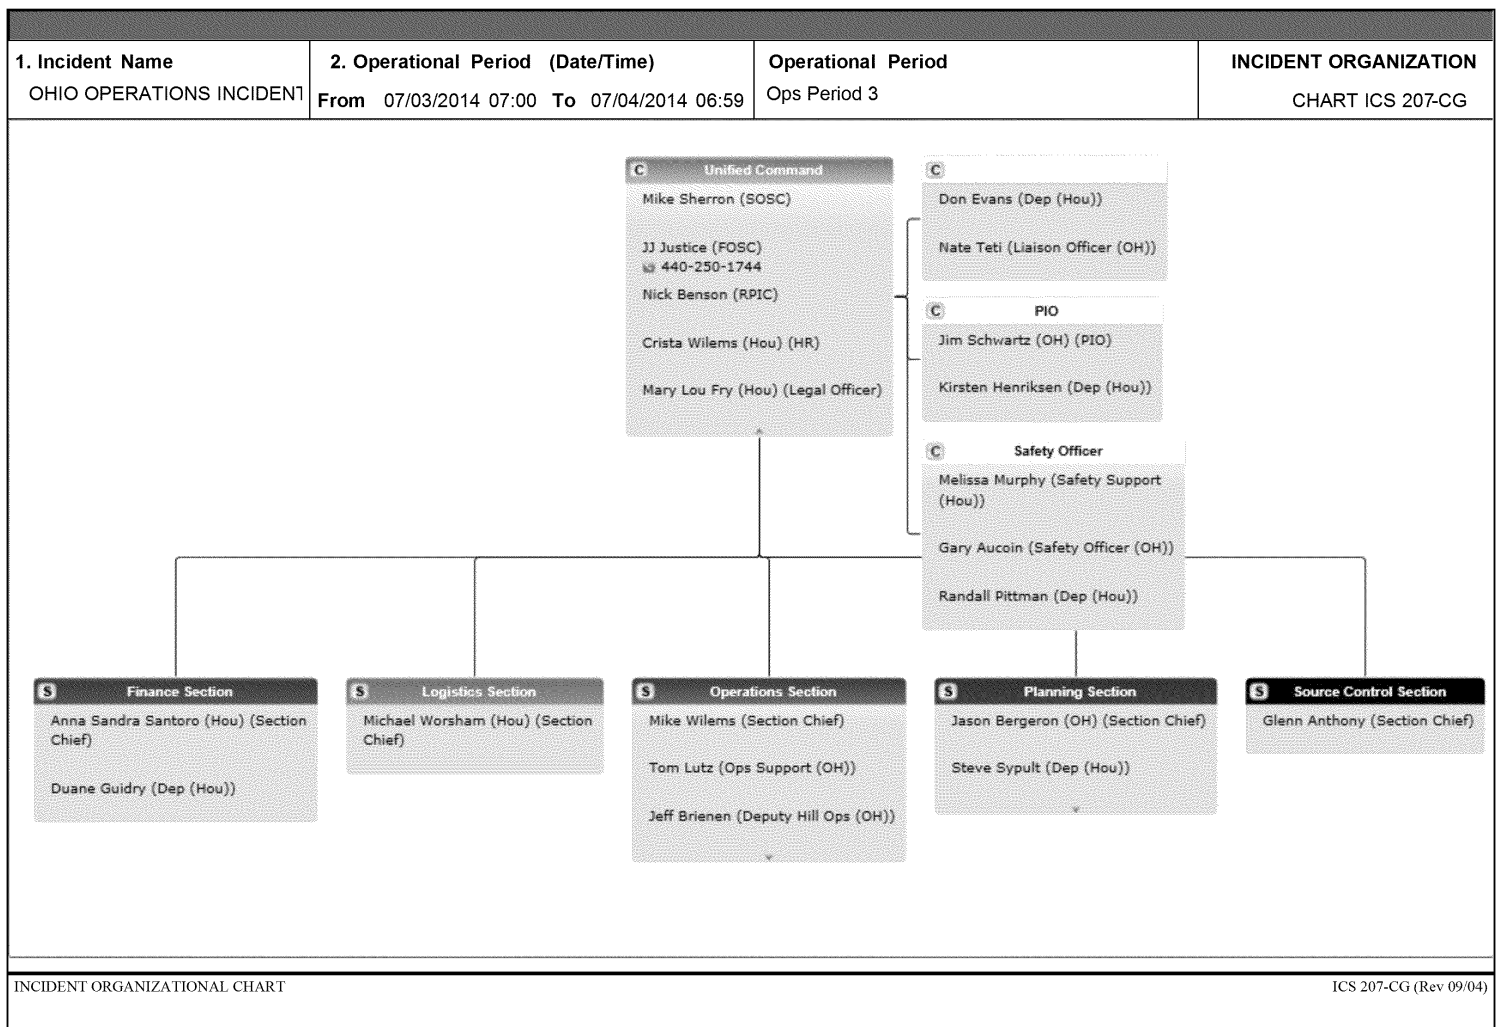 1. Incident Name
OHIO OPERATIONS INCIDENT
2. Operational Period (Date/Time)
From 07/03/2014 07:00 To 07/04/2014 06:59
Operational Period
Ops Period 3
INCIDENT ORGANIZATION
CHART ICS 207-CG
C Unified Command
Mike Sherron (SOSC)
JJ Justice (FOSC)
440-250-1744
Nick Benson (RPIC)
Crista Wilems (Hou) (HR)
Mary Lou Fry (Hou) (Legal Officer)
C
Don Evans (Dep (Hou))
Nate Teti (Liaison Officer (OH))
C PIO
Jim Schwartz (OH) (PIO)
Kirsten Henriksen (Dep (Hou))
C Safety Officer
Melissa Murphy (Safety Support
(Hou))
Gary Aucoin (Safety Officer (OH))
Randall Pittman (Dep (Hou))
S Finance Section
Anna Sandra Santoro (Hou) (Section
Chief)
Duane Guidry (Dep (Hou))
S Logistics Section
Michael Worsham (Hou) (Section
Chief)
S Operations Section
Mike Wilems (Section Chief)
Tom Lutz (Ops Support (OH))
Jeff Brienen (Deputy Hill Ops (OH))
S Planning Section
Jason Bergeron (OH) (Section Chief)
Steve Sypult (Dep (Hou))
S Source Control Section
Glenn Anthony (Section Chief)
INCIDENT ORGANIZATIONAL CHART
ICS 207-CG (Rev 09/04)